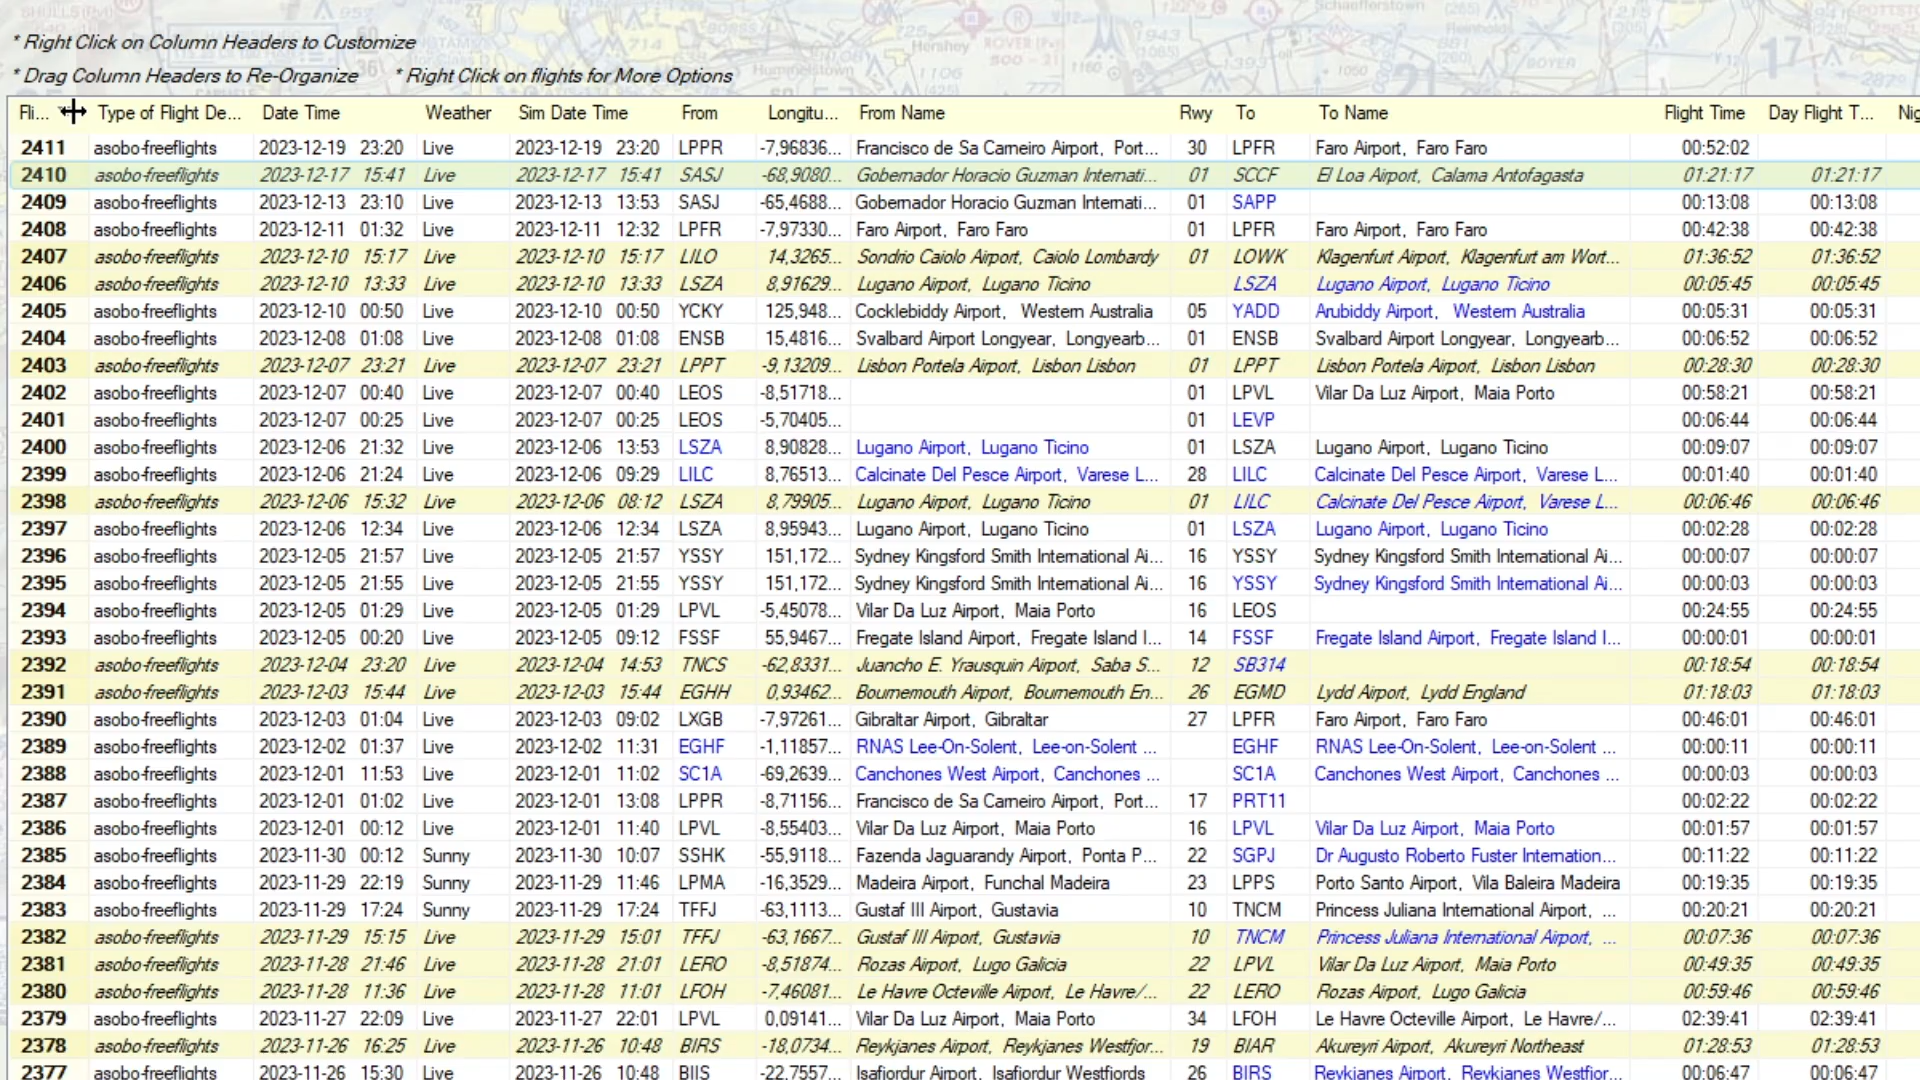 * Right Click on Column Headers to Customize
* Drag Column Headers to Re-Organize * Right Click on flights for More Options
Fli... Type of Flight De... Date Time Weather Sim Date Time From Longitu... From Name Rwy To To Name Flight Time Day Flight T...
2411 asobo-freeflights 2023-12-19 23:20 Live 2023-12-19 23:20 LPPR -7,96836... Francisco de Sa Carneiro Airport, Port... 30 LPFR Faro Airport, Faro Faro 00:52:02
2410 asobo-freeflights 2023-12-17 15:41 Live 2023-12-17 15:41 SASJ -68,9080... Gobernador Horacio Guzman Internati... 01 SCCF El Loa Airport, Calama Antofagasta 01:21:17 01:21:17
2409 asobo-freeflights 2023-12-13 23:10 Live 2023-12-13 13:53 SASJ -65,4688... Gobernador Horacio Guzman Internati... 01 SAPP 00:13:08 00:13:08
2408 asobo-freeflights 2023-12-11 01:32 Live 2023-12-11 12:32 LPFR -7,97330... Faro Airport, Faro Faro 01 LPFR Faro Airport, Faro Faro 00:42:38 00:42:38
2407 asobo-freeflights 2023-12-10 15:17 Live 2023-12-10 15:17 LILO 14,3265... Sondrio Caiolo Airport, Caiolo Lombardy 01 LOWK Klagenfurt Airport, Klagenfurt am Wort... 01:36:52 01:36:52
2406 asobo-freeflights 2023-12-10 13:33 Live 2023-12-10 13:33 LSZA 8,91629... Lugano Airport, Lugano Ticino LSZA Lugano Airport, Lugano Ticino 00:05:45 00:05:45
2405 asobo-freeflights 2023-12-10 00:50 Live 2023-12-10 00:50 YCKY 125,948... Cocklebiddy Airport, Western Australia 05 YADD Arubiddy Airport, Western Australia 00:05:31 00:05:31
2404 asobo-freeflights 2023-12-08 01:08 Live 2023-12-08 01:08 ENSB 15,4816... Svalbard Airport Longyear, Longyearb... 01 ENSB Svalbard Airport Longyear, Longyearb... 00:06:52 00:06:52
2403 asobo-freeflights 2023-12-07 23:21 Live 2023-12-07 23:21 LPPT -9,13209... Lisbon Portela Airport, Lisbon Lisbon 01 LPPT Lisbon Portela Airport, Lisbon Lisbon 00:28:30 00:28:30
2402 asobo-freeflights 2023-12-07 00:40 Live 2023-12-07 00:40 LEOS -8,51718... 01 LPVL Vilar Da Luz Airport, Maia Porto 00:58:21 00:58:21
2401 asobo-freeflights 2023-12-07 00:25 Live 2023-12-07 00:25 LEOS -5,70405... 01 LEVP 00:06:44 00:06:44
2400 asobo-freeflights 2023-12-06 21:32 Live 2023-12-06 13:53 LSZA 8,90828... Lugano Airport, Lugano Ticino 01 LSZA Lugano Airport, Lugano Ticino 00:09:07 00:09:07
2399 asobo-freeflights 2023-12-06 21:24 Live 2023-12-06 09:29 LILC 8,76513... Calcinate Del Pesce Airport, Varese L... 28 LILC Calcinate Del Pesce Airport, Varese L... 00:01:40 00:01:40
2398 asobo-freeflights 2023-12-06 15:32 Live 2023-12-06 08:12 LSZA 8,79905... Lugano Airport, Lugano Ticino 01 LILC Calcinate Del Pesce Airport, Varese L... 00:06:46 00:06:46
2397 asobo-freeflights 2023-12-06 12:34 Live 2023-12-06 12:34 LSZA 8,95943... Lugano Airport, Lugano Ticino 01 LSZA Lugano Airport, Lugano Ticino 00:02:28 00:02:28
2396 asobo-freeflights 2023-12-05 21:57 Live 2023-12-05 21:57 YSSY 151,172... Sydney Kingsford Smith International Ai... 16 YSSY Sydney Kingsford Smith International Ai... 00:00:07 00:00:07
2395 asobo-freeflights 2023-12-05 21:55 Live 2023-12-05 21:55 YSSY 151,172... Sydney Kingsford Smith International Ai... 16 YSSY Sydney Kingsford Smith International Ai... 00:00:03 00:00:03
2394 asobo-freeflights 2023-12-05 01:29 Live 2023-12-05 01:29 LPVL -5,45078... Vilar Da Luz Airport, Maia Porto 16 LEOS 00:24:55 00:24:55
2393 asobo-freeflights 2023-12-05 00:20 Live 2023-12-05 09:12 FSSF 55,9467... Fregate Island Airport, Fregate Island I... 14 FSSF Fregate Island Airport, Fregate Island I... 00:00:01 00:00:01
2392 asobo-freeflights 2023-12-04 23:20 Live 2023-12-04 14:53 TNCS -62,8331... Juancho E. Yrausquin Airport, Saba S... 12 SB314 00:18:54 00:18:54
2391 asobo-freeflights 2023-12-03 15:44 Live 2023-12-03 15:44 EGHH 0,93462... Bournemouth Airport, Bournemouth En... 26 EGMD Lydd Airport, Lydd England 01:18:03 01:18:03
2390 asobo-freeflights 2023-12-03 01:04 Live 2023-12-03 09:02 LXGB -7,97261... Gibraltar Airport, Gibraltar 27 LPFR Faro Airport, Faro Faro 00:46:01 00:46:01
2389 asobo-freeflights 2023-12-02 01:37 Live 2023-12-02 11:31 EGHF -1,11857... RNAS Lee-On-Solent, Lee-on-Solent ... EGHF RNAS Lee-On-Solent, Lee-on-Solent ... 00:00:11 00:00:11
2388 asobo-freeflights 2023-12-01 11:53 Live 2023-12-01 11:02 SC1A -69,2639... Canchones West Airport, Canchones ... SC1A Canchones West Airport, Canchones ... 00:00:03 00:00:03
2387 asobo-freeflights 2023-12-01 01:02 Live 2023-12-01 13:08 LPPR -8,71156... Francisco de Sa Carneiro Airport, Port... 17 PRT11 00:02:22 00:02:22
2386 asobo-freeflights 2023-12-01 00:12 Live 2023-12-01 11:40 LPVL -8,55403... Vilar Da Luz Airport, Maia Porto 16 LPVL Vilar Da Luz Airport, Maia Porto 00:01:57 00:01:57
2385 asobo-freeflights 2023-11-30 00:12 Sunny 2023-11-30 10:07 SSHK -55,9118... Fazenda Jaguarandy Airport, Ponta P... 22 SGPJ Dr Augusto Roberto Fuster Internation... 00:11:22 00:11:22
2384 asobo-freeflights 2023-11-29 22:19 Sunny 2023-11-29 11:46 LPMA -16,3529... Madeira Airport, Funchal Madeira 23 LPPS Porto Santo Airport, Vila Baleira Madeira 00:19:35 00:19:35
2383 asobo-freeflights 2023-11-29 17:24 Sunny 2023-11-29 17:24 TFFJ -63,1113... Gustaf III Airport, Gustavia 10 TNCM Princess Juliana International Airport, ... 00:20:21 00:20:21
2382 asobo-freeflights 2023-11-29 15:15 Live 2023-11-29 15:01 TFFJ -63,1667... Gustaf III Airport, Gustavia 10 TNCM Princess Juliana International Airport, ... 00:07:36 00:07:36
2381 asobo-freeflights 2023-11-28 21:46 Live 2023-11-28 21:01 LERO -8,51874... Rozas Airport, Lugo Galicia 22 LPVL Vilar Da Luz Airport, Maia Porto 00:49:35 00:49:35
2380 asobo-freeflights 2023-11-28 11:36 Live 2023-11-28 11:01 LFOH -7,46081... Le Havre Octeville Airport, Le Havre/... 22 LERO Rozas Airport, Lugo Galicia 00:59:46 00:59:46
2379 asobo-freeflights 2023-11-27 22:09 Live 2023-11-27 22:01 LPVL 0,09141... Vilar Da Luz Airport, Maia Porto 34 LFOH Le Havre Octeville Airport, Le Havre/... 02:39:41 02:39:41
2378 asobo-freeflights 2023-11-26 16:25 Live 2023-11-26 10:48 BIRS -18,0734... Reykjanes Airport, Reykjanes Westfjor... 19 BIAR Akureyri Airport, Akureyri Northeast 01:28:53 01:28:53
2377 asobo-freeflights 2023-11-26 15:30 Live 2023-11-26 10:48 BIIS -22,7557... Isafjordur Airport, Isafjordur Westfjords 26 BIRS Reykjanes Airport, Reykjanes Westfjor... 00:06:47 00:06:47